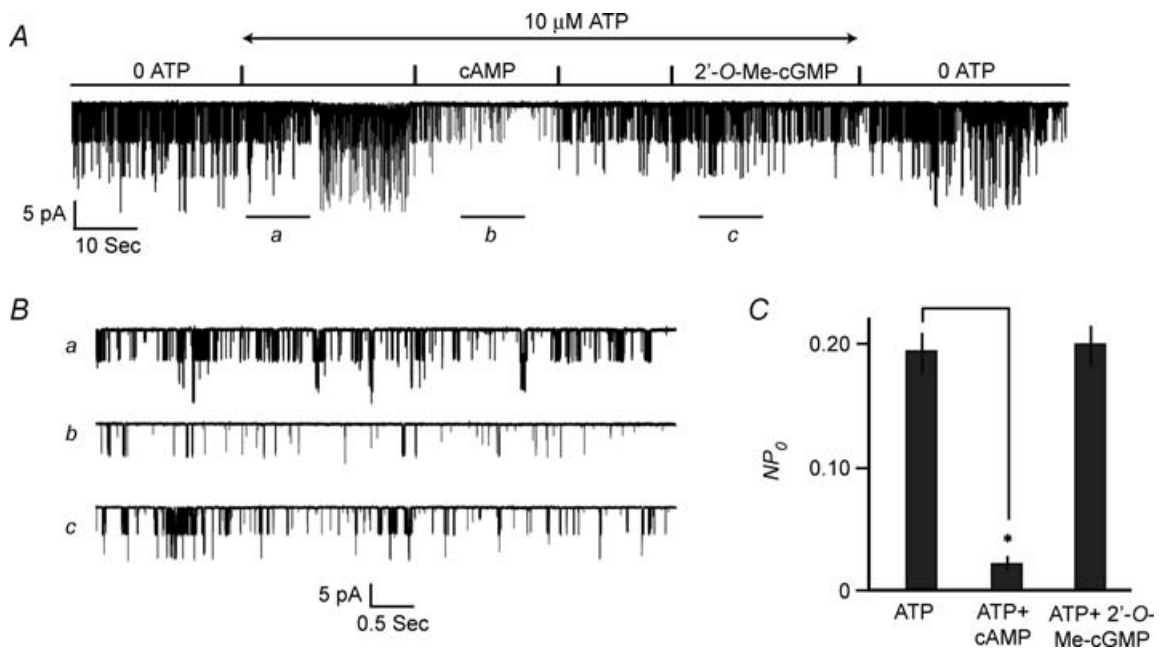 A
10 µM ATP
0 ATP
cAMP
2'-O-Me-cGMP
0 ATP
5 pA
10 Sec
a
b
c
B
a
b
c
5 pA
0.5 Sec
C
NP0
0.20
0.10
0
*
ATP
ATP+
cAMP
ATP+ 2'-O-
Me-cGMP